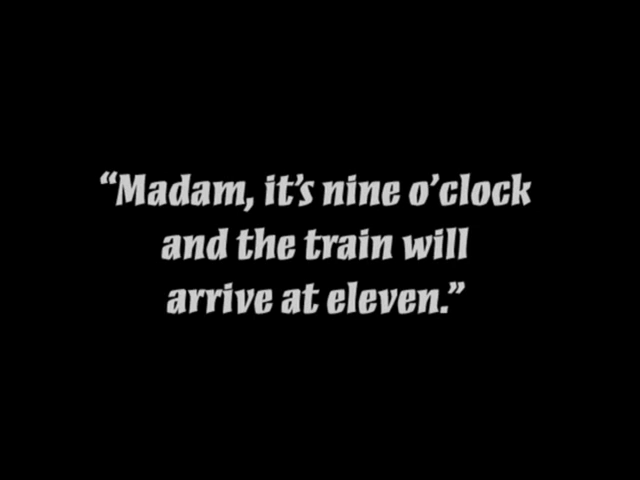 “Madam, it’s nine o’clock
and the train will
arrive at eleven.”